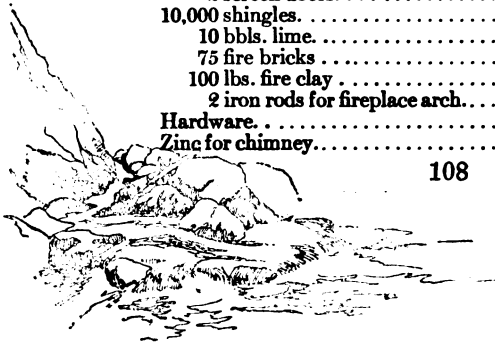 10,000 shingles....................
10 bbls. lime....................
75 fire bricks....................
100 lbs. fire clay....................
2 iron rods for fireplace arch....
Hardware....................
Zinc for chimney....................
108